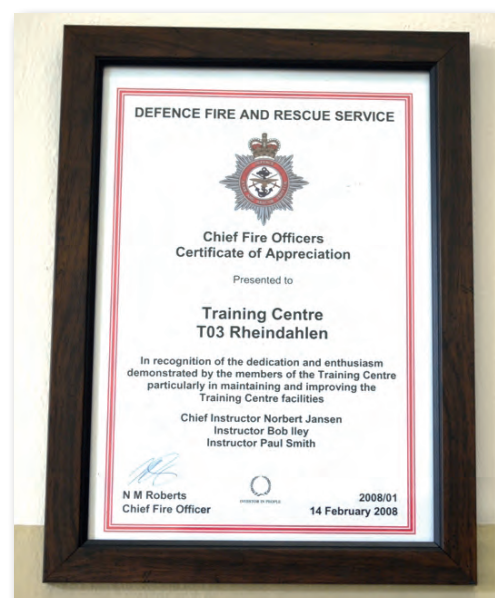 DEFENCE FIRE AND RESCUE SERVICE
Chief Fire Officers
Certificate of Appreciation
Presented to
Training Centre
T03 Rheindahlen
In recognition of the dedication and enthusiasm
demonstrated by the members of the Training Centre
particularly in maintaining and improving the
Training Centre facilities
Chief Instructor Norbert Jansen
Instructor Bob Iley
Instructor Paul Smith
N M Roberts
Chief Fire Officer
INVESTOR IN PEOPLE
2008/01
14 February 2008